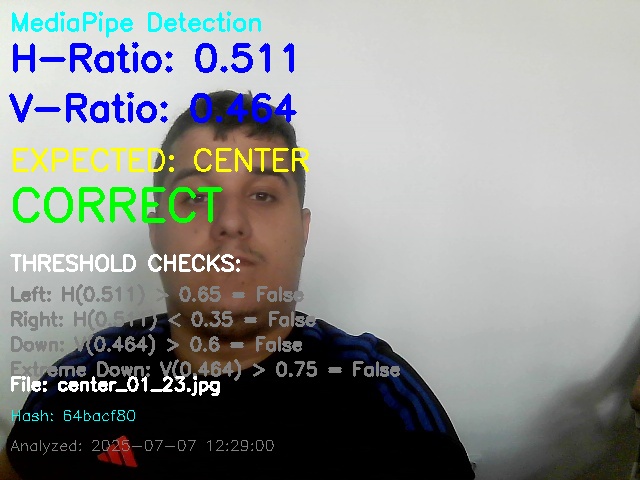 MediaPipe Detection
H-Ratio: 0.511
V-Ratio: 0.464
EXPECTED: CENTER
CORRECT
THRESHOLD CHECKS:
Left: H(0.511) > 0.65 = False
Right: H(0.511) < 0.35 = False
Down: V(0.464) > 0.6 = False
Extreme Down: V(0.464) > 0.75 = False
File: center_01_23.jpg
Hash: 64bacf80
Analyzed: 2025-07-07 12:29:00